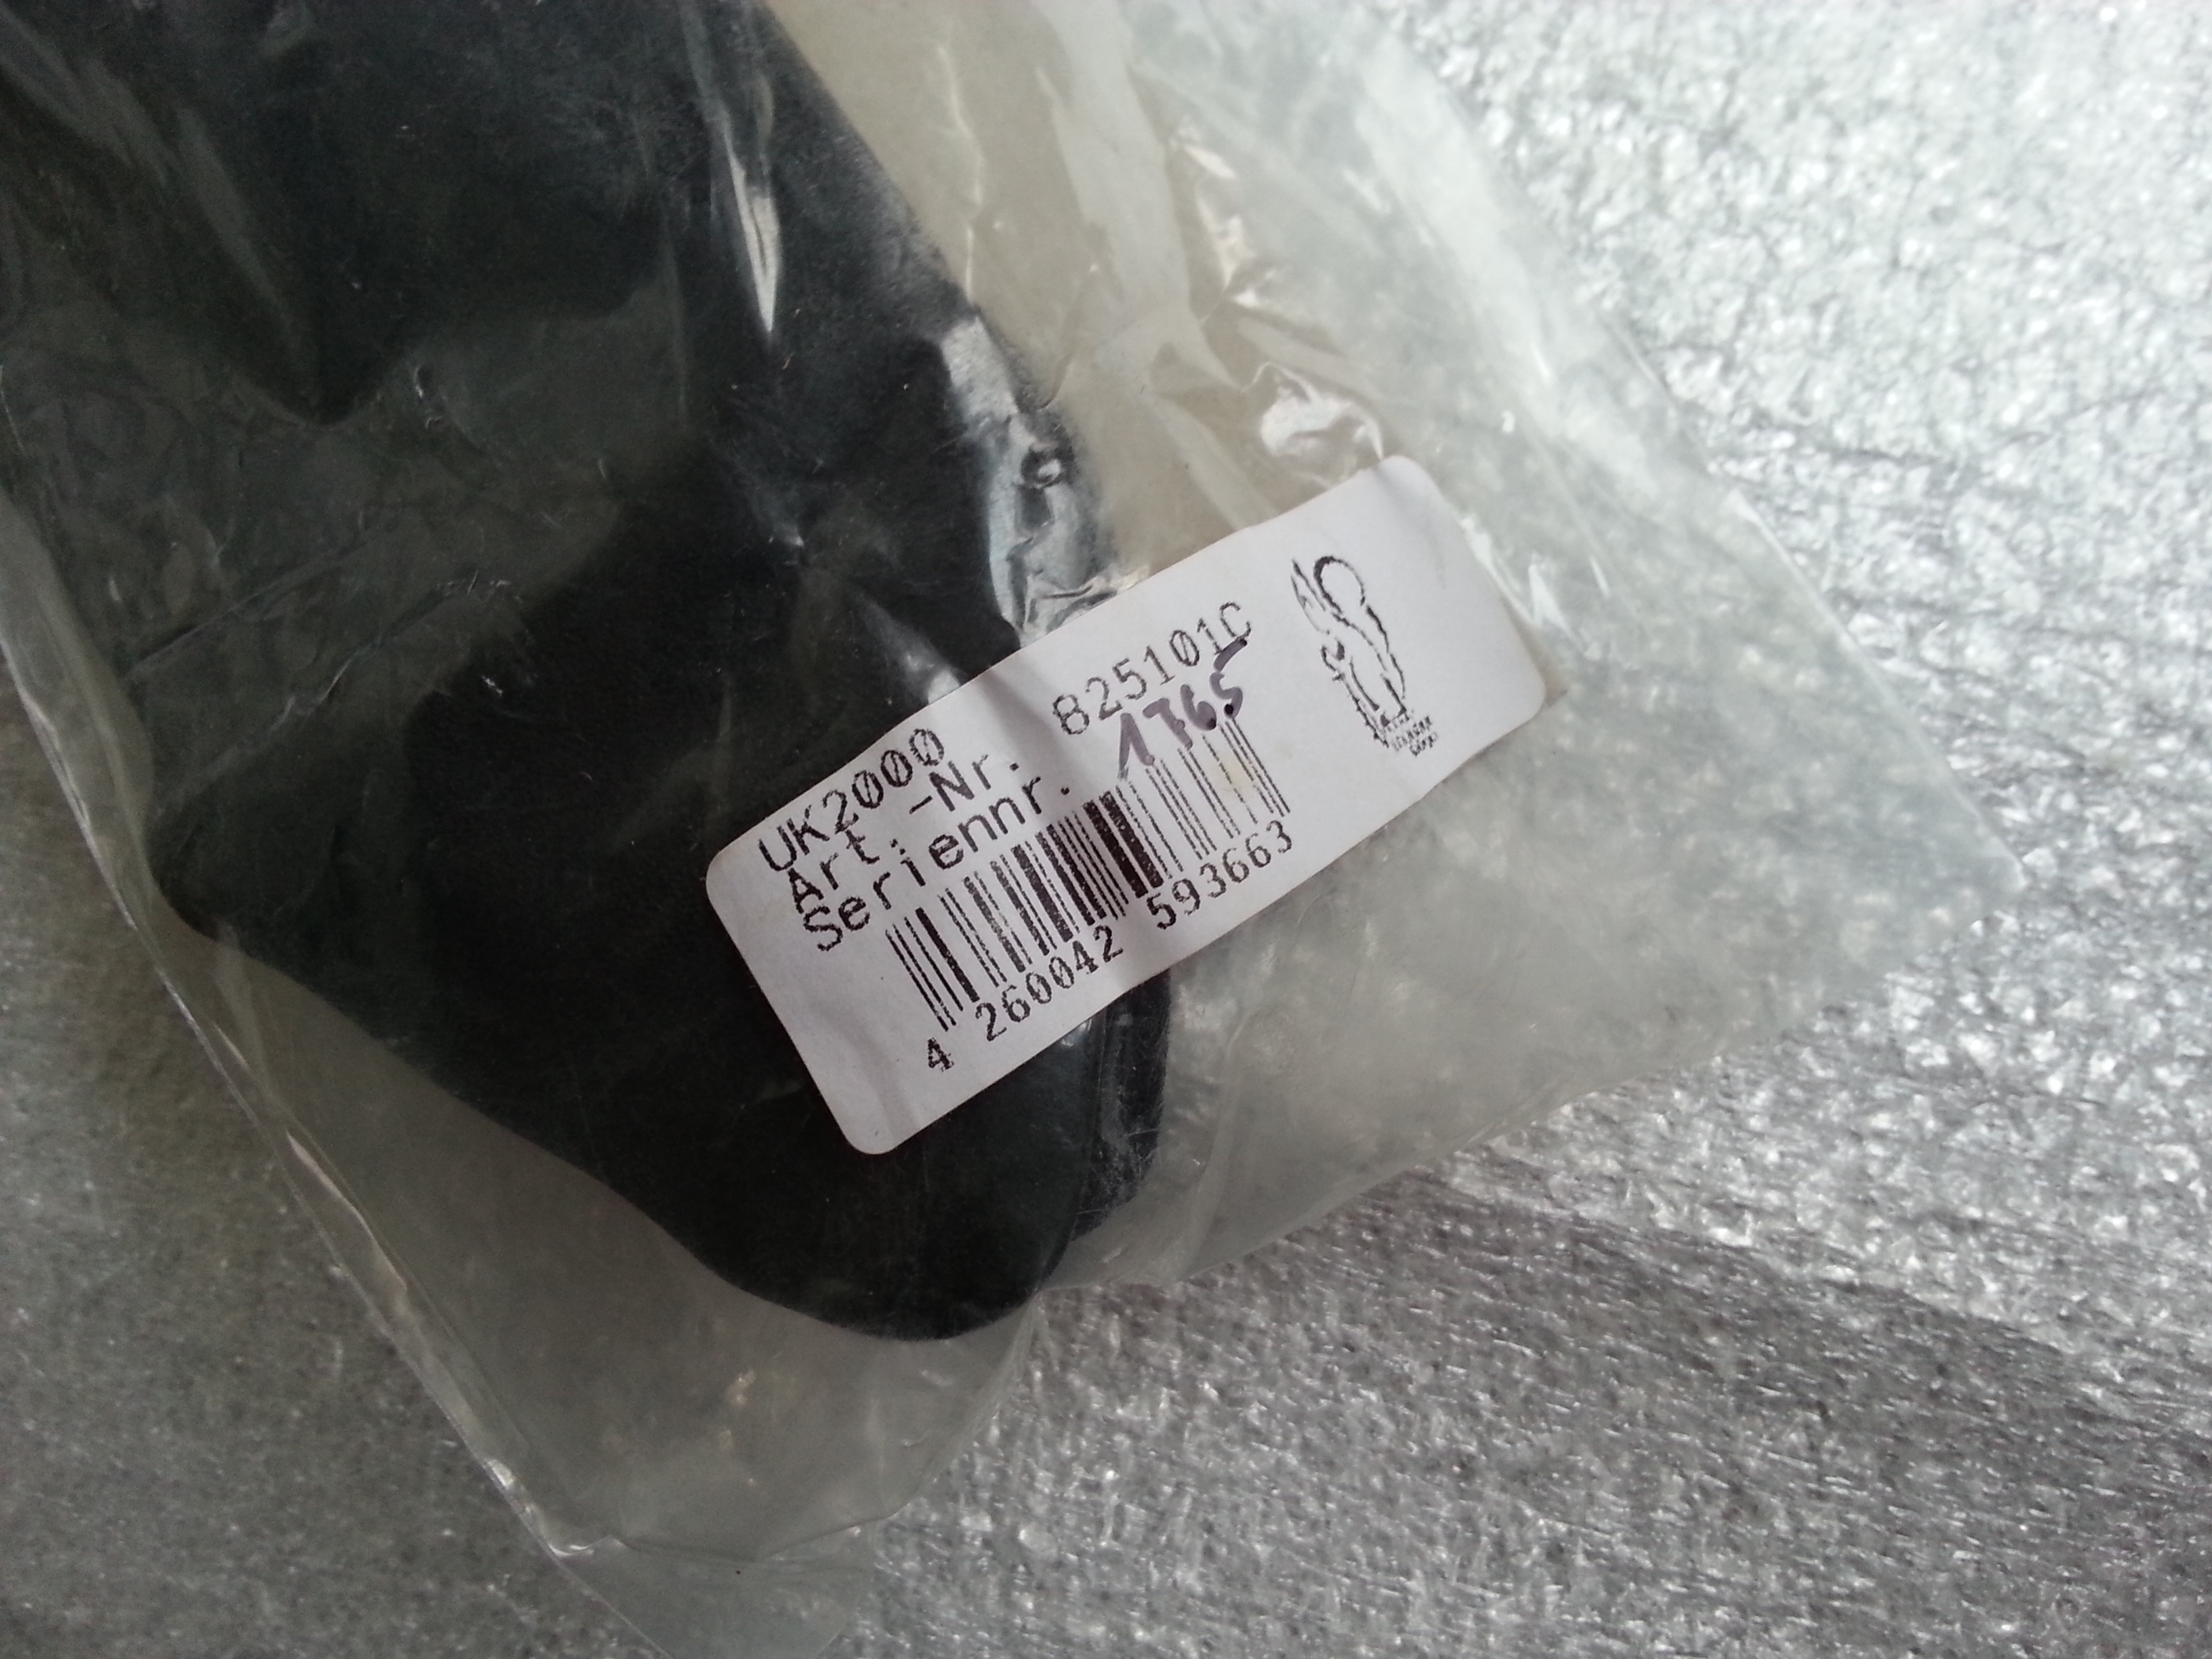 UK2000
Art. -Nr. 825101C
Seriennr. 1765
4 260042 593663